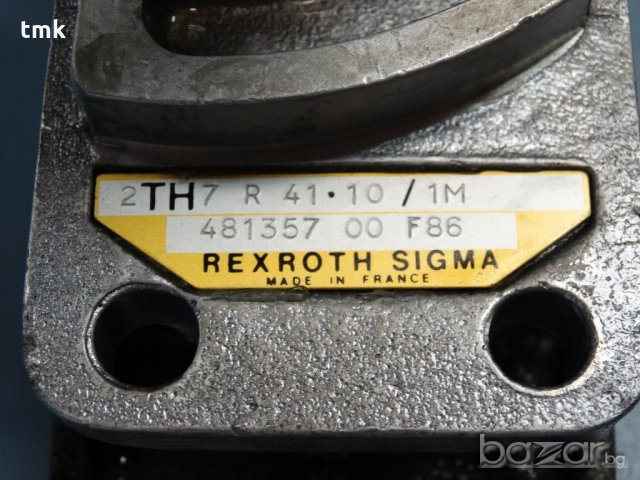 tmk
2TH7 R 41·10 / 1M
481357 00 F86
REXROTH SIGMA
MADE IN FRANCE
bazar.bg